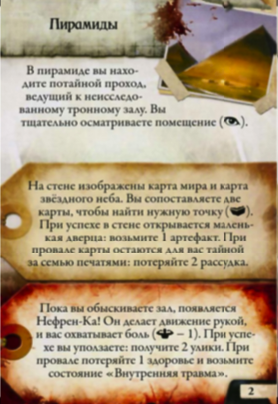 Пирамиды
В пирамиде вы нахо-
дите потайной проход,
ведущий к неисследо-
ванному тронному залу. Вы
тщательно осматриваете помещение ( ).
На стене изображены карта мира и карта
звёздного неба. Вы сопоставляете две
карты, чтобы найти нужную точку ( ).
При успехе в стене открывается малень-
кая дверца: возьмите 1 артефакт. При
провале карты остаются для вас тайной
за семью печатями: потеряйте 2 рассудка.
Пока вы обыскиваете зал, появляется
Нефрен-Ка! Он делает движение рукой,
и вас охватывает боль ( – 1). При успе-
хе вы уползаете: получите 2 улики. При
провале потеряйте 1 здоровье и возьмите
состояние «Внутренняя травма».
2